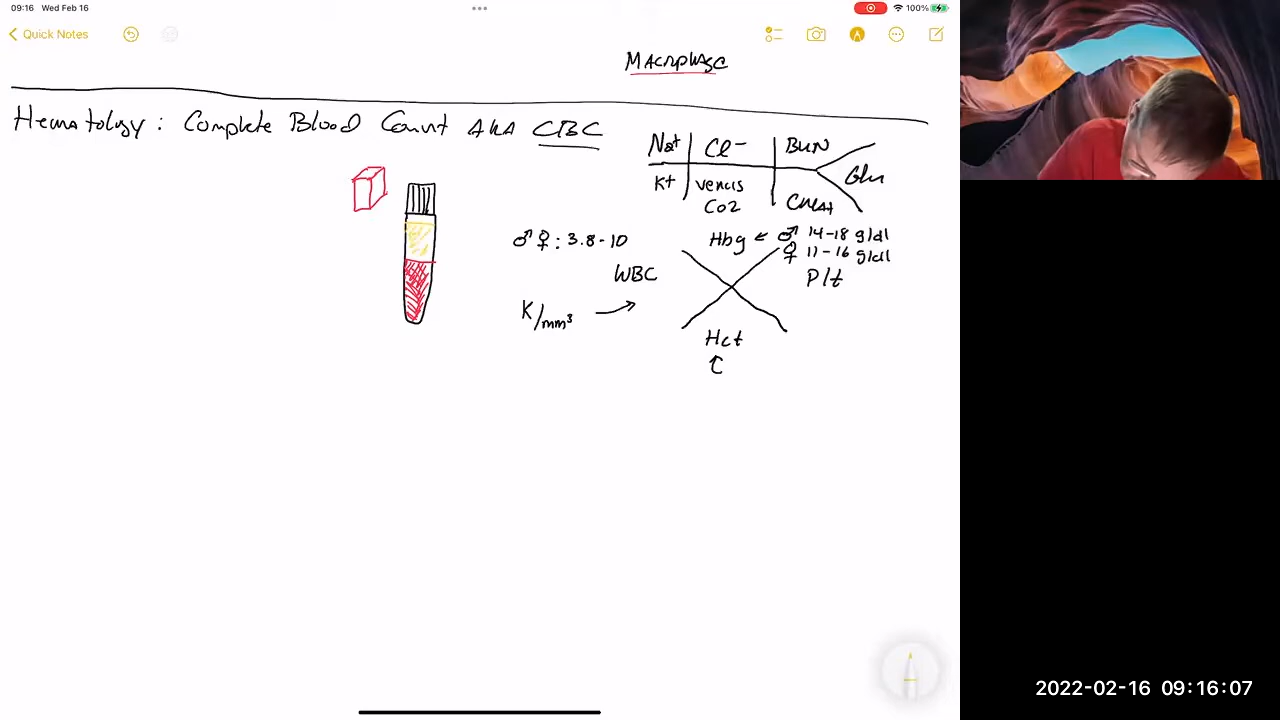 09:16 Wed Feb 16
100%
Quick Notes
Macrophage
Hematology: Complete Blood Count AKA CBC
Na+ Cl- BUN
Glu
K+ venus
CO2 Creat
♂ ♀: 3.8-10 Hbg ← ♂ 14-18 g/dl
♀ 11-16 g/dl
WBC Plt
K/mm³ →
Hct
↑
2022-02-16 09:16:07